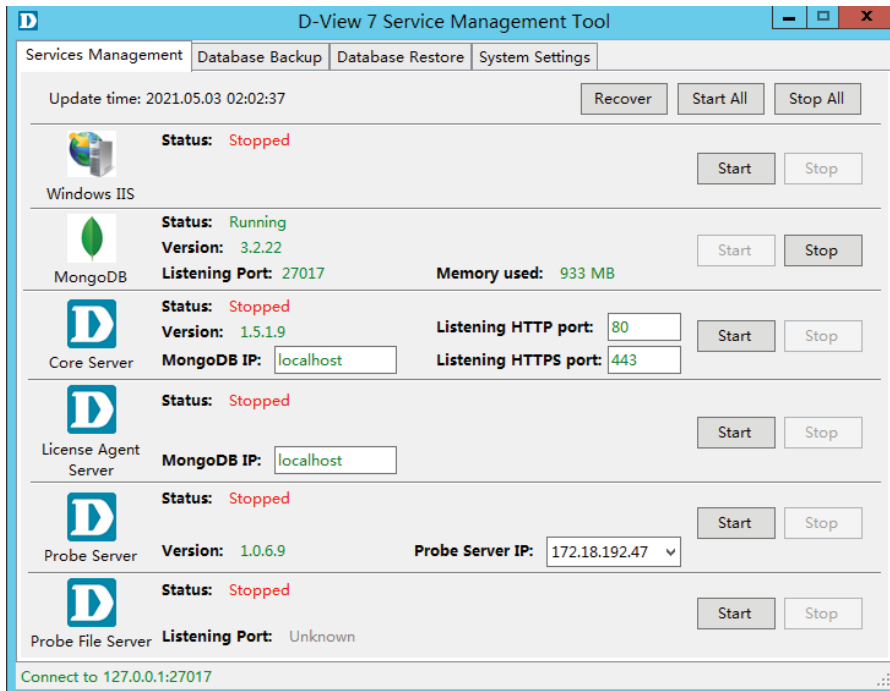 D-View 7 Service Management Tool
Services Management Database Backup Database Restore System Settings
Update time: 2021.05.03 02:02:37 Recover Start All Stop All
Status: Stopped
Start Stop
Windows IIS
Status: Running
Version: 3.2.22
Start Stop
MongoDB Listening Port: 27017 Memory used: 933 MB
Status: Stopped
Version: 1.5.1.9 Listening HTTP port: 80
Start Stop
Core Server MongoDB IP: localhost Listening HTTPS port: 443
Status: Stopped
Start Stop
License Agent Server MongoDB IP: localhost
Status: Stopped
Start Stop
Probe Server Version: 1.0.6.9 Probe Server IP: 172.18.192.47
Status: Stopped
Start Stop
Probe File Server Listening Port: Unknown
Connect to 127.0.0.1:27017